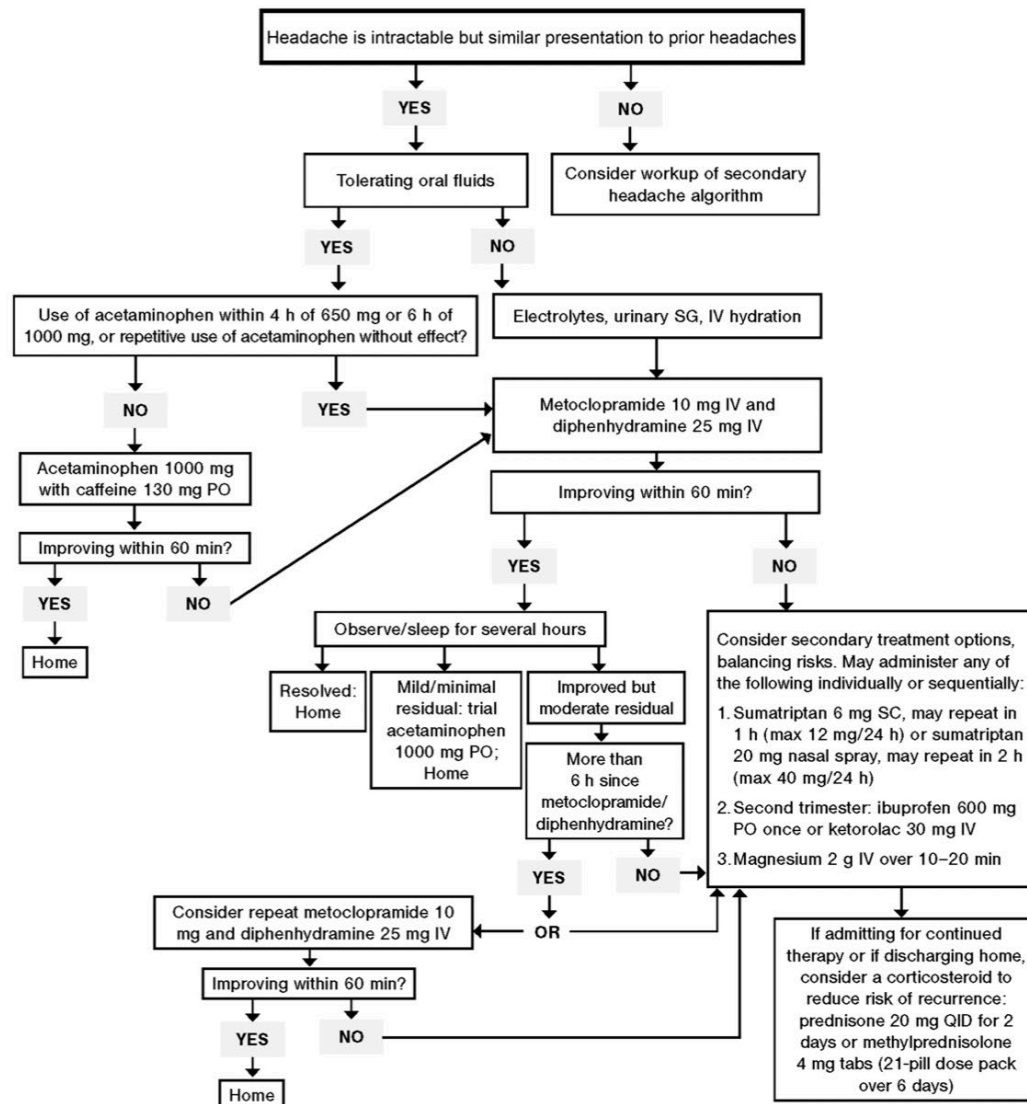 Headache is intractable but similar presentation to prior headaches
YES
NO
Tolerating oral fluids
Consider workup of secondary
headache algorithm
YES
NO
Use of acetaminophen within 4 h of 650 mg or 6 h of
1000 mg, or repetitive use of acetaminophen without effect?
Electrolytes, urinary SG, IV hydration
NO
YES
Metoclopramide 10 mg IV and
diphenhydramine 25 mg IV
Acetaminophen 1000 mg
with caffeine 130 mg PO
Improving within 60 min?
Improving within 60 min?
YES
NO
YES
NO
Home
Observe/sleep for several hours
Resolved:
Home
Mild/minimal
residual: trial
acetaminophen
1000 mg PO;
Home
Improved but
moderate residual
More than
6 h since
metoclopramide/
diphenhydramine?
YES
NO
Consider secondary treatment options,
balancing risks. May administer any of
the following individually or sequentially:
1. Sumatriptan 6 mg SC, may repeat in
1 h (max 12 mg/24 h) or sumatriptan
20 mg nasal spray, may repeat in 2 h
(max 40 mg/24 h)
2. Second trimester: ibuprofen 600 mg
PO once or ketorolac 30 mg IV
3. Magnesium 2 g IV over 10–20 min
Consider repeat metoclopramide 10
mg and diphenhydramine 25 mg IV
OR
Improving within 60 min?
YES
NO
Home
If admitting for continued
therapy or if discharging home,
consider a corticosteroid to
reduce risk of recurrence:
prednisone 20 mg QID for 2
days or methylprednisolone
4 mg tabs (21-pill dose pack
over 6 days)